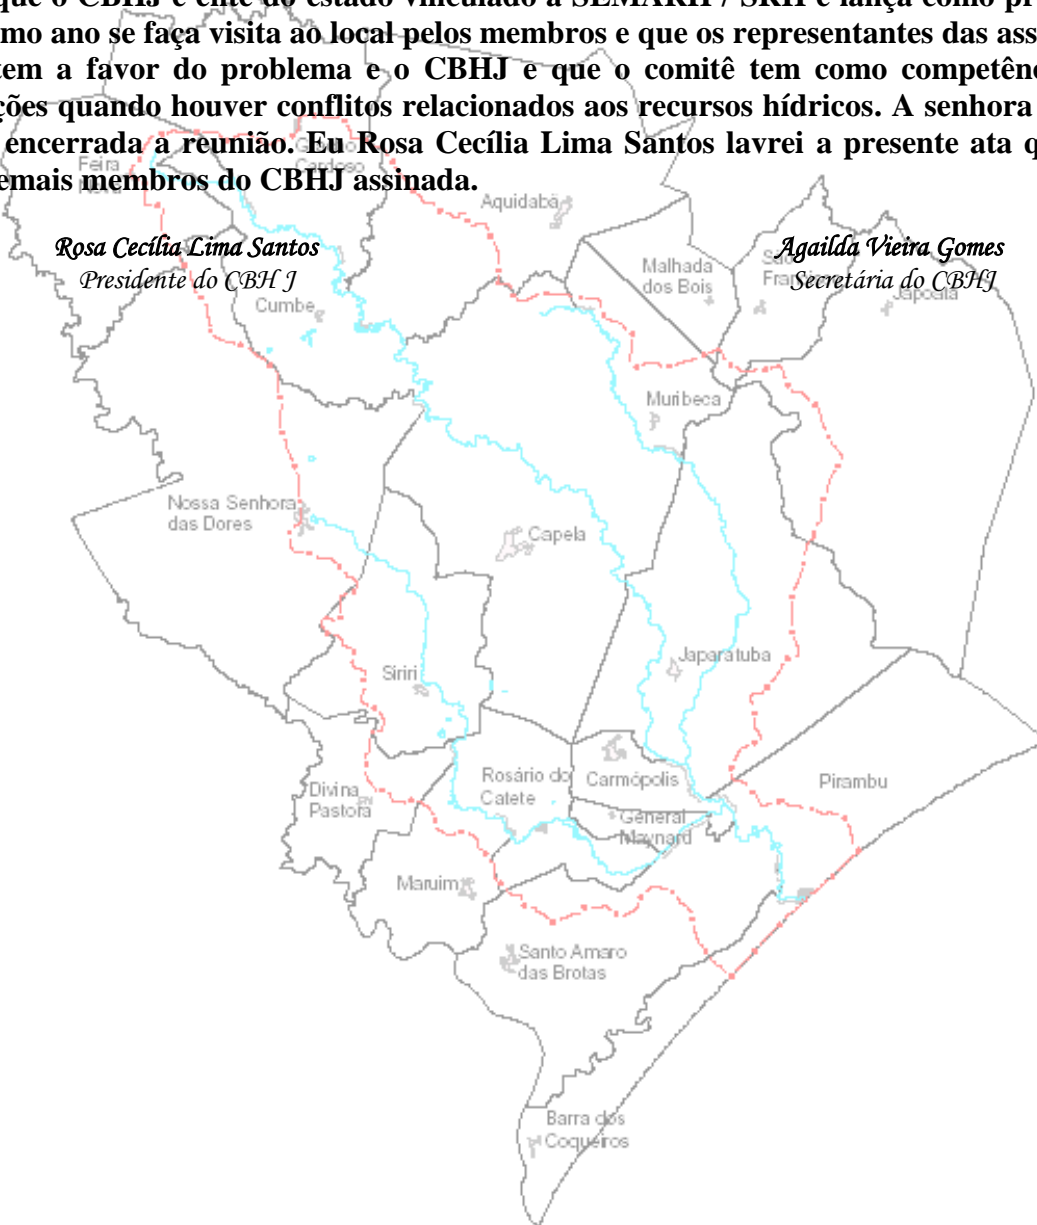 que o CBHJ é ente do estado vinculado a SEMARH / SRH e lança como
mo ano se faça visita ao local pelos membros e que os representantes das
tem a favor do problema e o CBHJ e que o comitê tem como
ções quando houver conflitos relacionados aos recursos hídricos. A senhora
encerrada a reunião. Eu Rosa Cecília Lima Santos lavrei a presente ata
emais membros do CBHJ assinada.
Feira
Nova
Cardoso
Aquidabã
Rosa Cecília Lima Santos
Presidente do CBH J
Agailda Vieira Gomes
Secretária do CBHJ
Malhada
dos Bois
São
Japoatã
Cumbe
Muribeca
Nossa Senhora
das Dores
Capela
Japaratuba
Siriri
Rosário do
Catete
Carmópolis
Pirambu
Divina
Pastora
General
Maynard
Maruim
Santo Amaro
das Brotas
Barra dos
Coqueiros